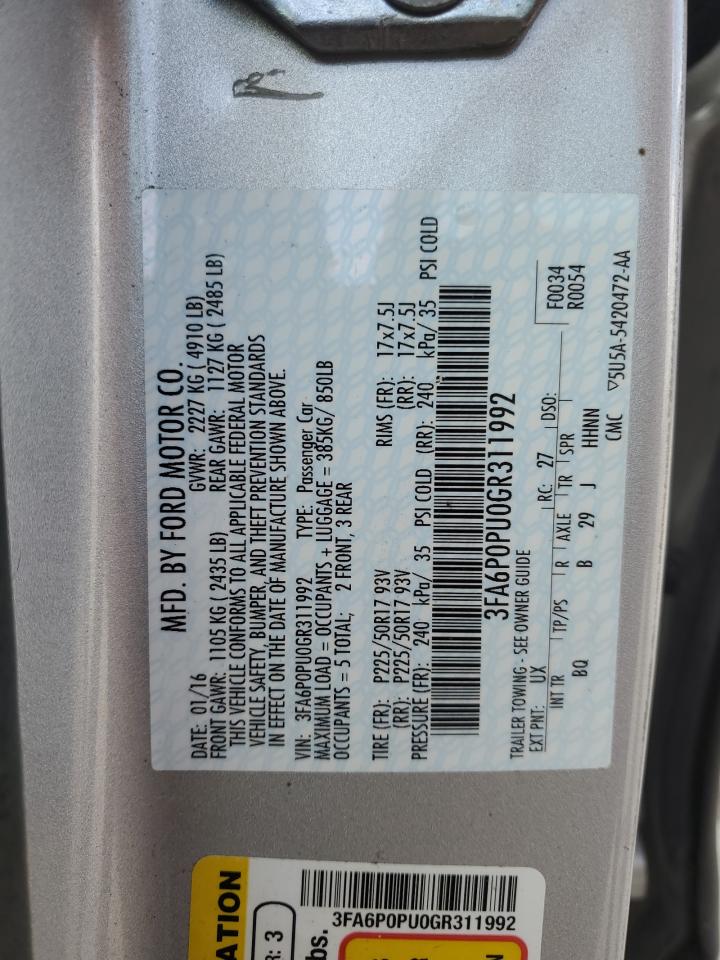 MFD. BY FORD MOTOR CO.
DATE: 01/16 GVWR: 2227 KG ( 4910 LB)
FRONT GAWR: 1105 KG ( 2435 LB) REAR GAWR: 1127 KG ( 2485 LB)
THIS VEHICLE CONFORMS TO ALL APPLICABLE FEDERAL MOTOR
VEHICLE SAFETY, BUMPER, AND THEFT PREVENTION STANDARDS
IN EFFECT ON THE DATE OF MANUFACTURE SHOWN ABOVE.
VIN: 3FA6P0PU0GR311992 TYPE: Passenger Car
MAXIMUM LOAD = OCCUPANTS + LUGGAGE = 385KG/ 850LB
OCCUPANTS = 5 TOTAL; 2 FRONT, 3 REAR
TIRE (FR): P225/50R17 93V RIMS (FR): 17x7.5J
(RR): P225/50R17 93V (RR): 17x7.5J
PRESSURE (FR): 240 kPa/ 35 PSI COLD (RR): 240 kPa/ 35 PSI COLD
3FA6P0PU0GR311992
TRAILER TOWING - SEE OWNER GUIDE
EXT PNT: UX RC: 27 DSO: F0034
R0054
INT TR TP/PS R AXLE TR SPR
BQ B 29 J HHNN
CMC ▽5U5A-5420472-AA
ATION
R: 3
3FA6P0PU0GR311992
bs.